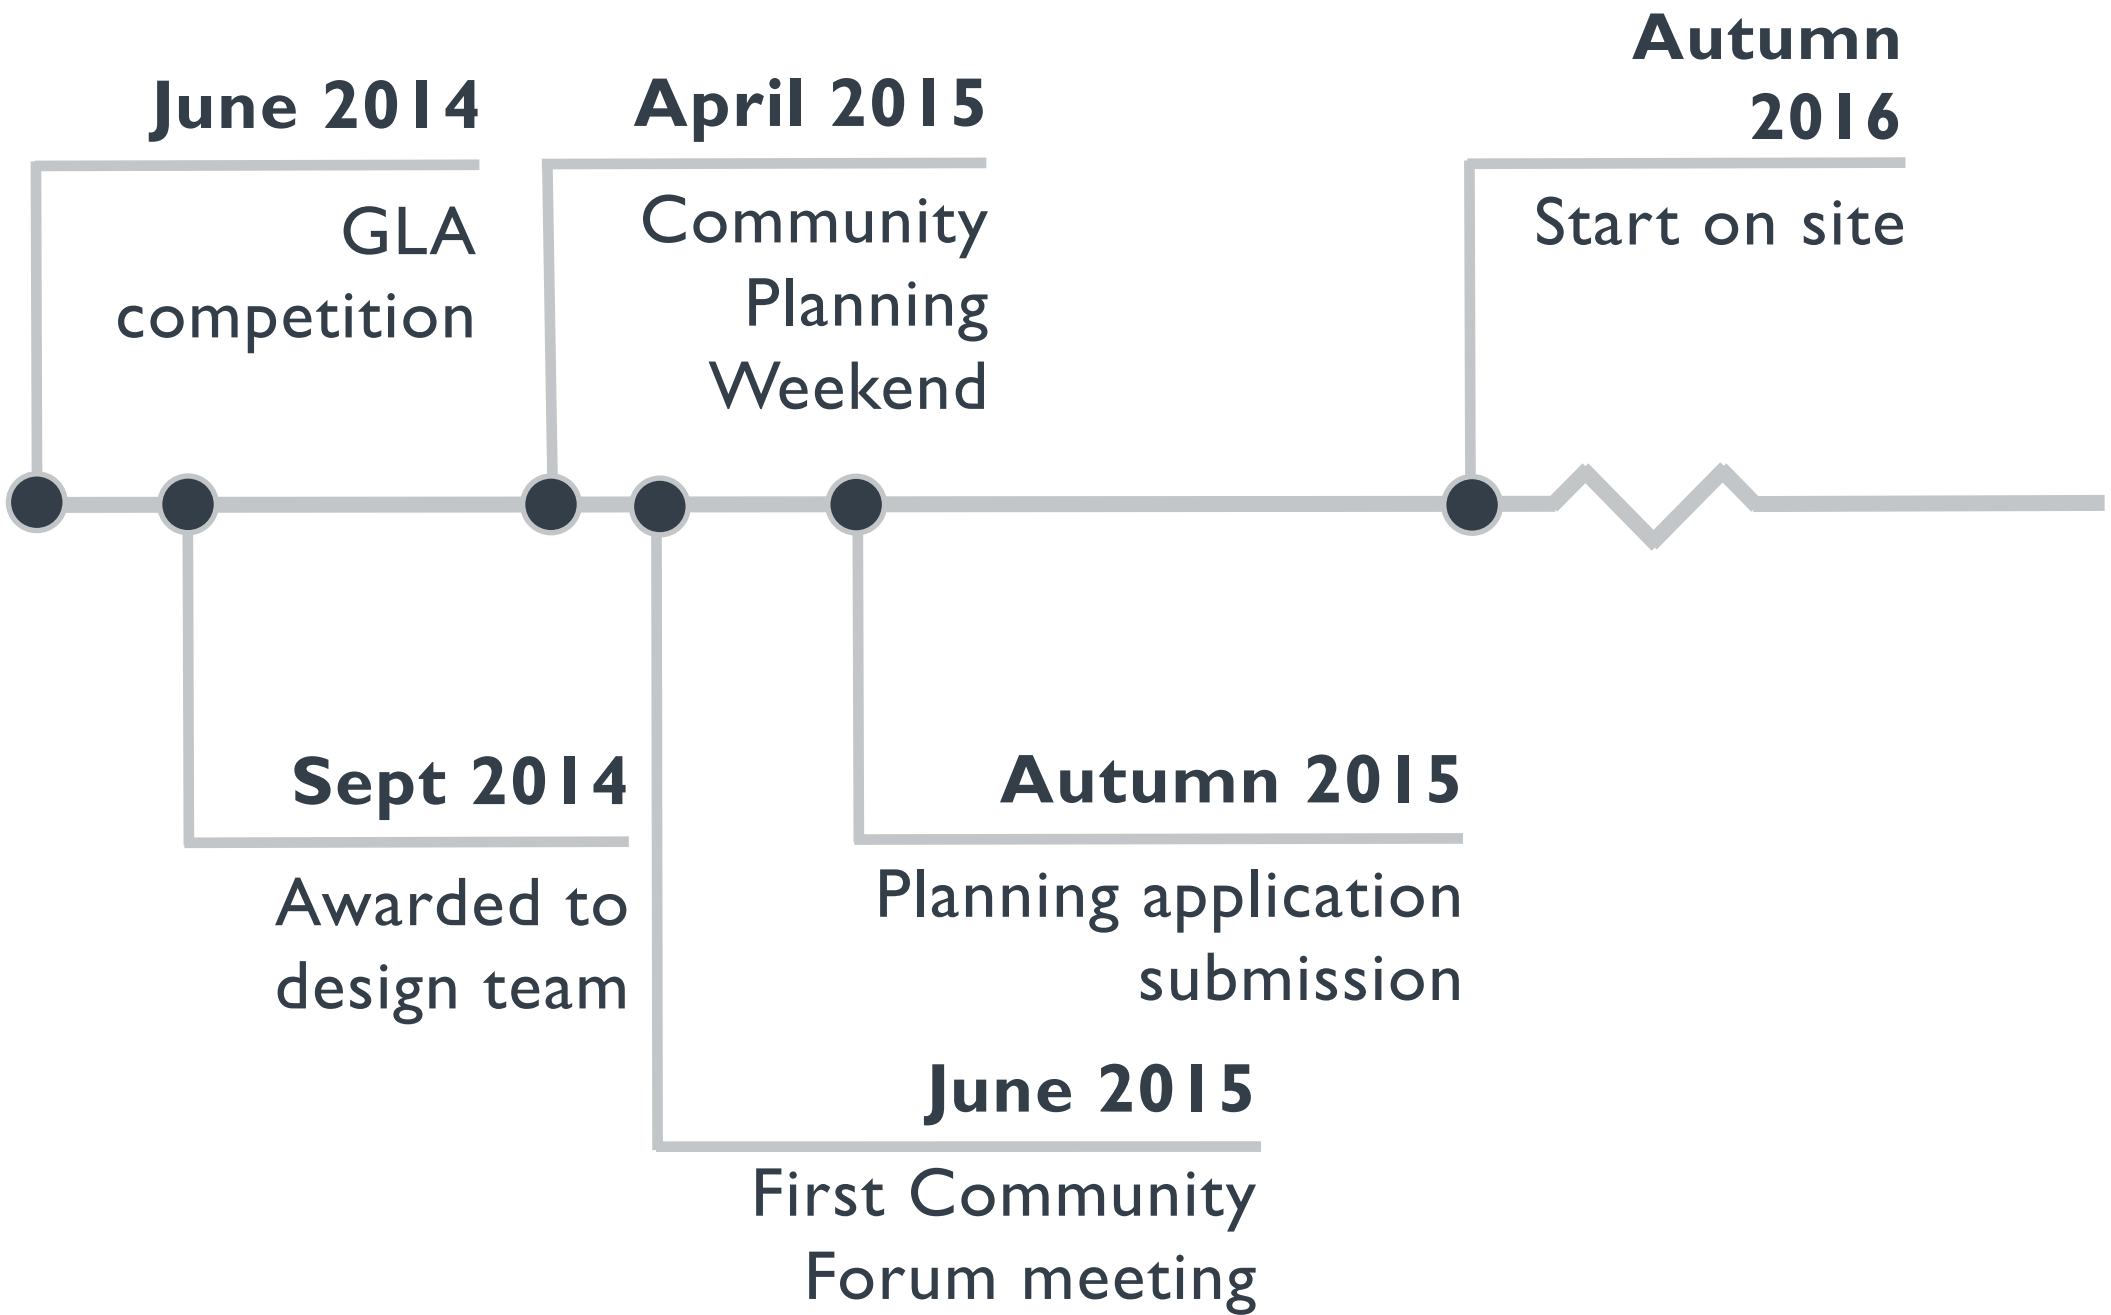 June 2014
GLA
competition
April 2015
Community
Planning
Weekend
Autumn
2016
Start on site
Sept 2014
Awarded to
design team
Autumn 2015
Planning application
submission
June 2015
First Community
Forum meeting